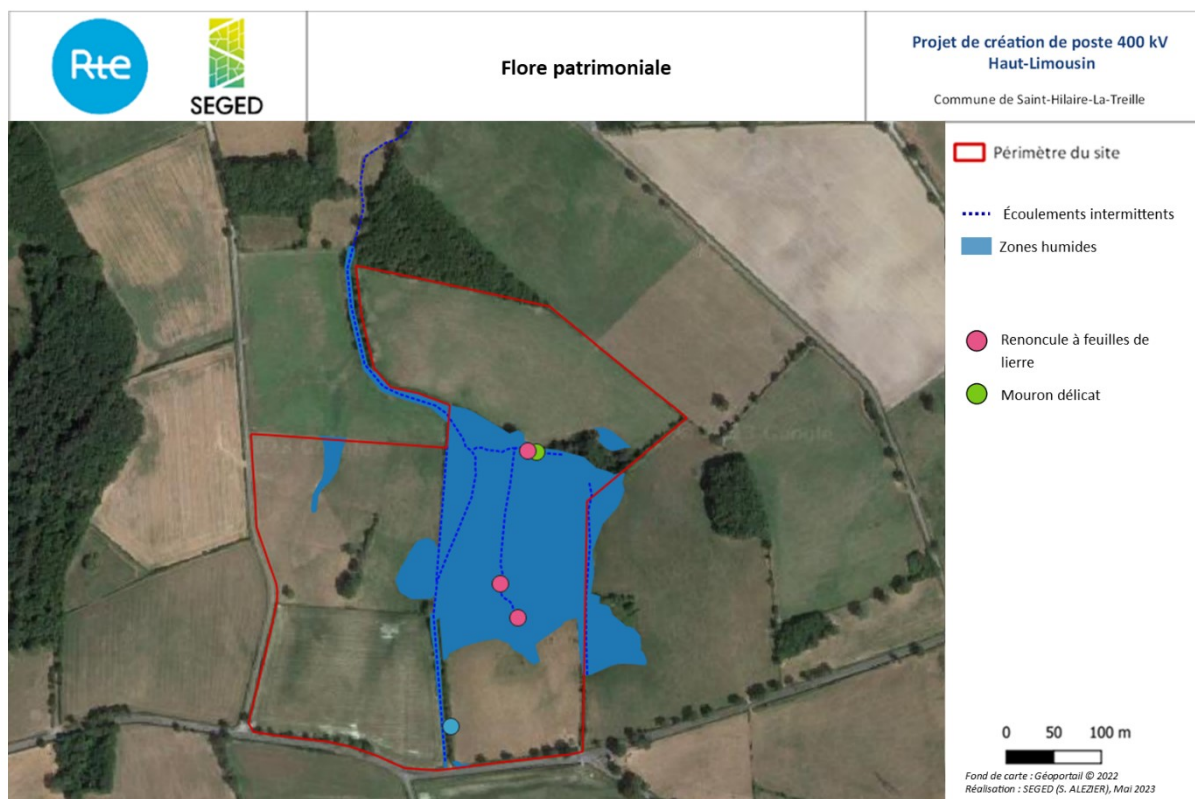 Rte
SEGED
Flore patrimoniale
Projet de création de poste 400 kV
Haut-Limousin
Commune de Saint-Hilaire-La-Treille
Périmètre du site
Écoulements intermittents
Zones humides
Renoncule à feuilles de
lierre
Mouron délicat
0 50 100 m
Fond de carte : Géoportail © 2022
Réalisation : SEGED (S. ALEZIER), Mai 2023